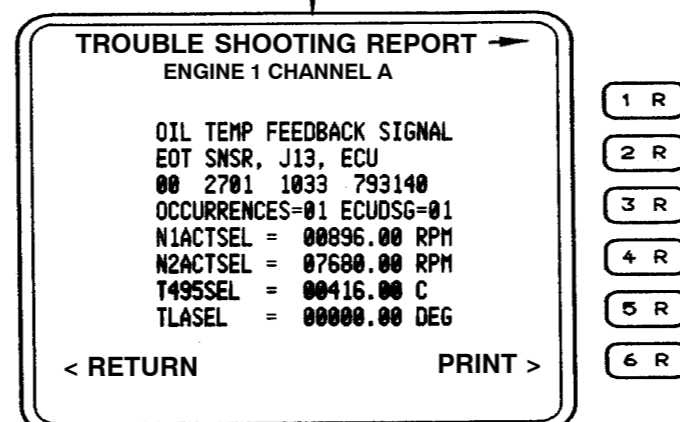 TROUBLE SHOOTING REPORT →
ENGINE 1 CHANNEL A
OIL TEMP FEEDBACK SIGNAL
EOT SNSR, J13, ECU
00 2701 1033 793140
OCCURRENCES=01 ECUDSG=01
N1ACTSEL = 00896.00 RPM
N2ACTSEL = 07680.00 RPM
T495SEL = 00416.00 C
TLASEL = 00000.00 DEG
< RETURN PRINT >
1 R
2 R
3 R
4 R
5 R
6 R